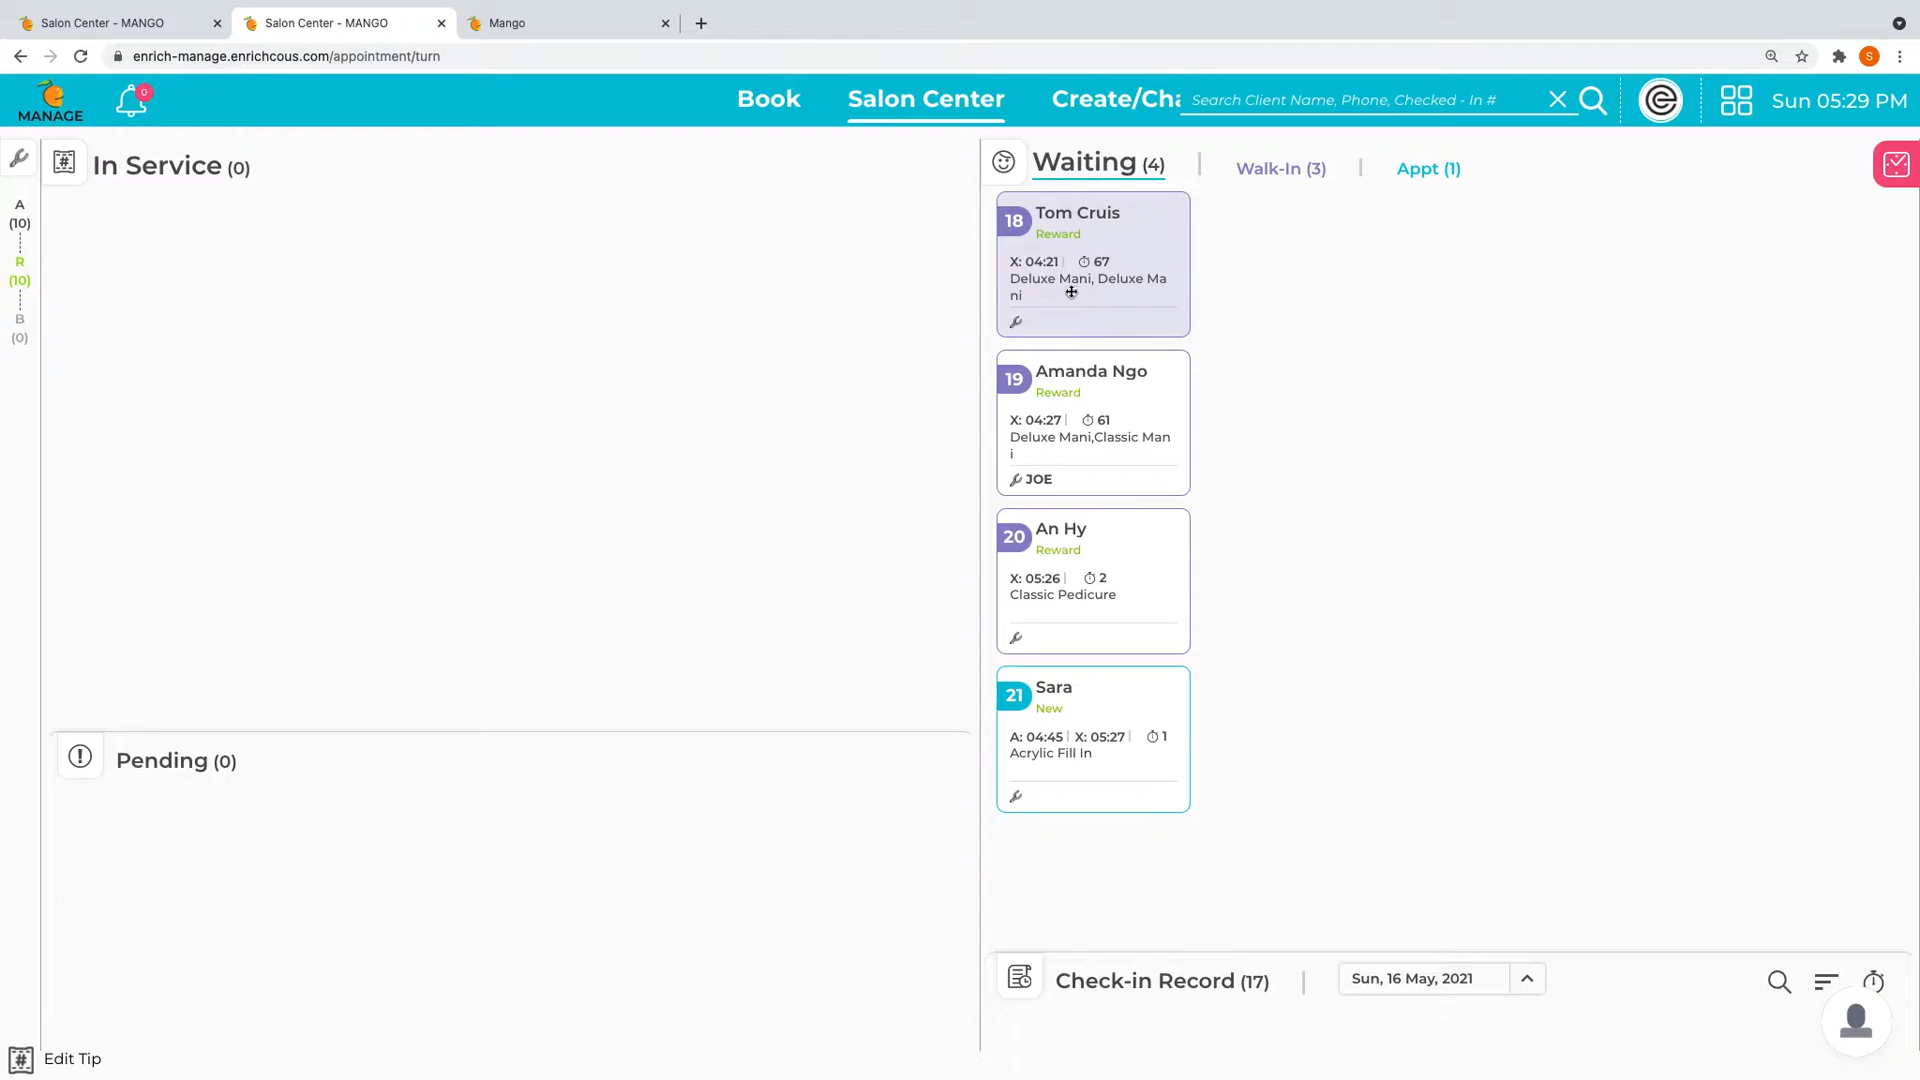 Salon Center - MANGO
Salon Center - MANGO
Mango
S
enrich-manage.enrichcous.com/appointment/turn
MANAGE
0
Book
Salon Center
Create/Cha
Search Client Name, Phone, Checked - In #
Sun 05:29 PM
A
(10)
R
(10)
B
(0)
# In Service (0)
Pending (0)
# Edit Tip
Waiting (4)
Walk-In (3)
Appt (1)
18 Tom Cruis
Reward
X: 04:21 | 67
Deluxe Mani, Deluxe Ma
ni
19 Amanda Ngo
Reward
X: 04:27 | 61
Deluxe Mani,Classic Man
i
JOE
20 An Hy
Reward
X: 05:26 | 2
Classic Pedicure
21 Sara
New
A: 04:45 | X: 05:27 | 1
Acrylic Fill In
Check-in Record (17)
Sun, 16 May, 2021